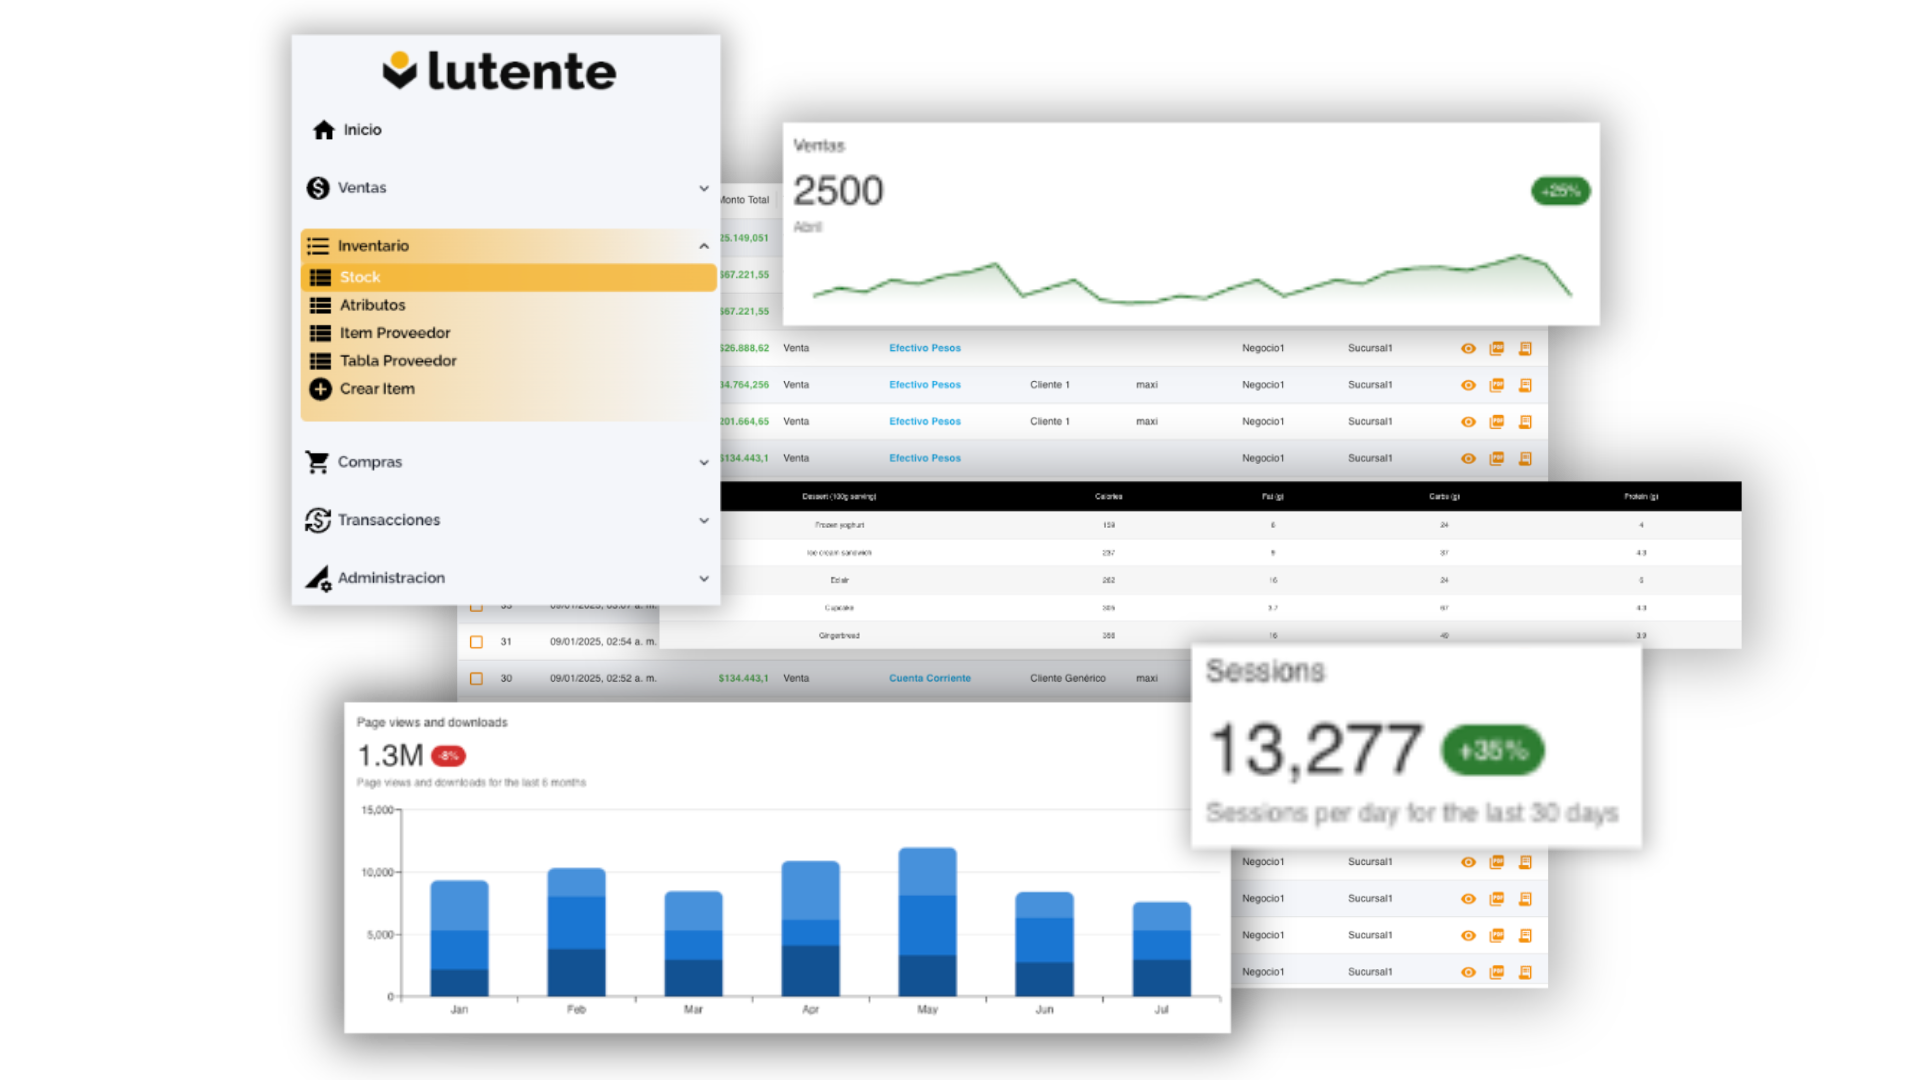 lutente
Inicio
Ventas
Inventario
Stock
Atributos
Item Proveedor
Tabla Proveedor
Crear Item
Compras
Transacciones
Administracion
Ventas
2500
+25%
Abril
Monto Total
25.149,051
$67.221,55
$67.221,55
$26.888,62 Venta Efectivo Pesos Negocio1 Sucursal1
34.764,256 Venta Efectivo Pesos Cliente 1 maxi Negocio1 Sucursal1
201.664,65 Venta Efectivo Pesos Cliente 1 maxi Negocio1 Sucursal1
$134.443,1 Venta Efectivo Pesos Negocio1 Sucursal1
Dessert (100g serving) Calories Fat (g) Carbs (g) Protein (g)
Frozen yoghurt 159 6 24 4
Ice cream sandwich 237 9 37 4.3
Eclair 262 16 24 6
Cupcake 305 3.7 67 4.3
Gingerbread 356 16 49 3.9
31 09/01/2025, 02:54 a. m.
30 09/01/2025, 02:52 a. m. $134.443,1 Venta Cuenta Corriente Cliente Genérico maxi
Sessions
13,277 +35%
Sessions per day for the last 30 days
Page views and downloads
1.3M -8%
Page views and downloads for the last 6 months
15,000
10,000
5,000
0
Jan Feb Mar Apr May Jun Jul
Negocio1 Sucursal1
Negocio1 Sucursal1
Negocio1 Sucursal1
Negocio1 Sucursal1